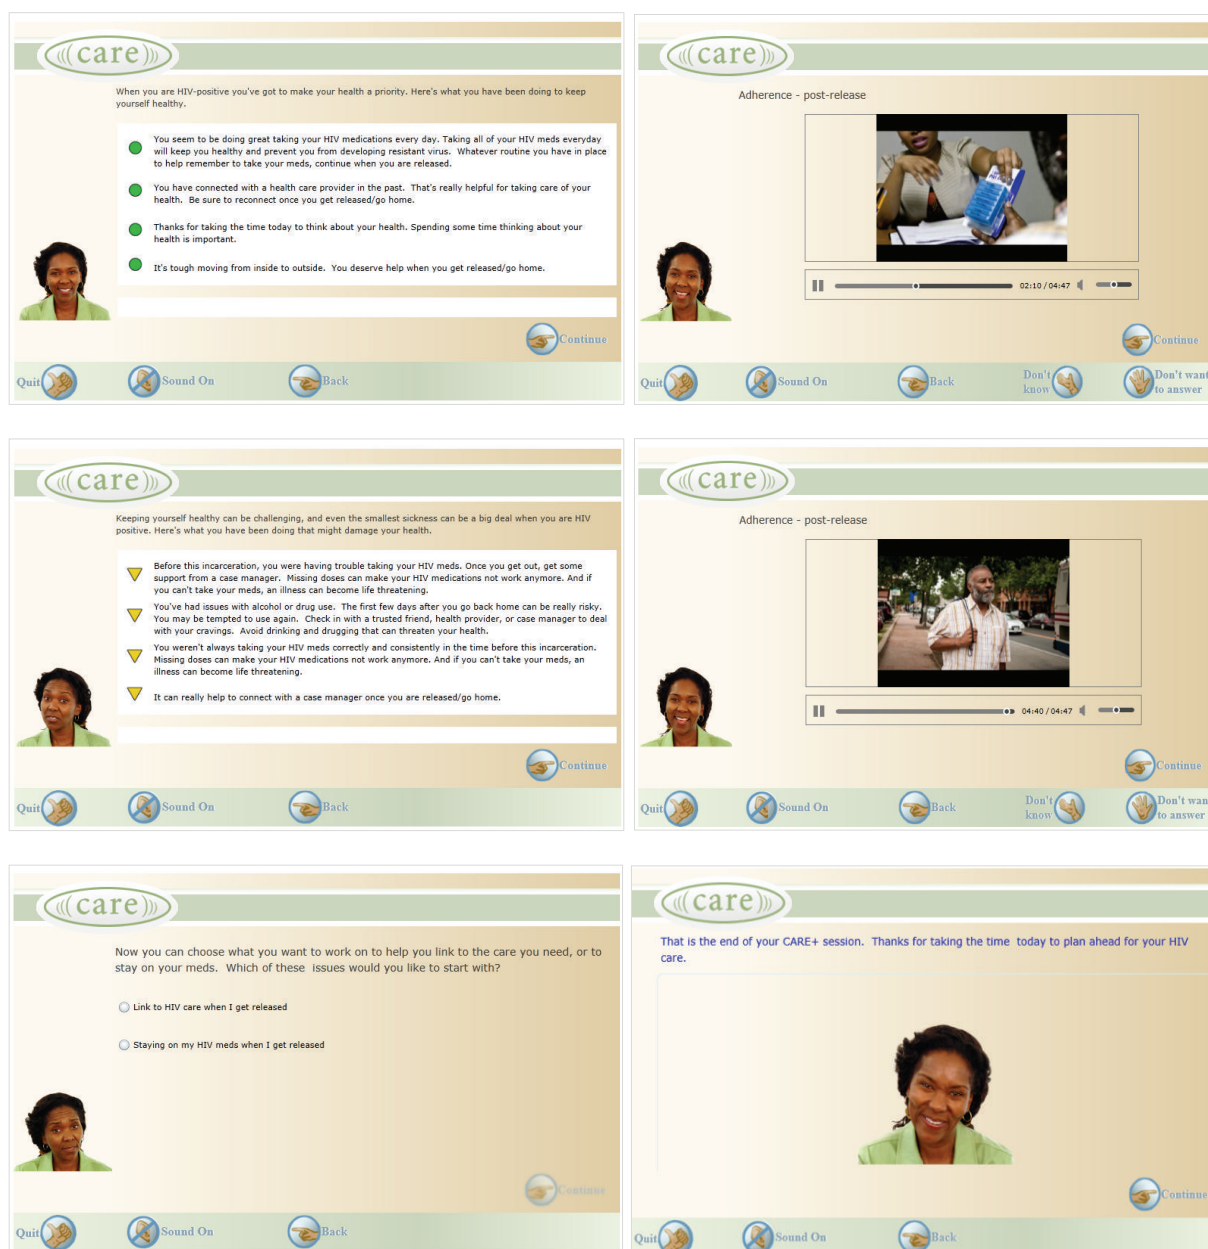 care
When you are HIV-positive you've got to make your health a priority. Here's what you have been doing to keep
yourself healthy.
You seem to be doing great taking your HIV medications every day. Taking all of your HIV meds everyday
will keep you healthy and prevent you from developing resistant virus. Whatever routine you have in place
to help remember to take your meds, continue when you are released.
You have connected with a health care provider in the past. That's really helpful for taking care of your
health. Be sure to reconnect once you get released/go home.
Thanks for taking the time today to think about your health. Spending some time thinking about your
health is important.
It's tough moving from inside to outside. You deserve help when you get released/go home.
Continue
Quit
Sound On
Back
care
Adherence - post-release
02:10 / 04:47
Continue
Quit
Sound On
Back
Don't
know
Don't want
to answer
care
Keeping yourself healthy can be challenging, and even the smallest sickness can be a big deal when you are HIV
positive. Here's what you have been doing that might damage your health.
Before this incarceration, you were having trouble taking your HIV meds. Once you get out, get some
support from a case manager. Missing doses can make your HIV medications not work anymore. And if
you can't take your meds, an illness can become life threatening.
You've had issues with alcohol or drug use. The first few days after you go back home can be really risky.
You may be tempted to use again. Check in with a trusted friend, health provider, or case manager to deal
with your cravings. Avoid drinking and drugging that can threaten your health.
You weren't always taking your HIV meds correctly and consistently in the time before this incarceration.
Missing doses can make your HIV medications not work anymore. And if you can't take your meds, an
illness can become life threatening.
It can really help to connect with a case manager once you are released/go home.
Continue
Quit
Sound On
Back
care
Adherence - post-release
04:40 / 04:47
Continue
Quit
Sound On
Back
Don't
know
Don't wan
to answer
care
Now you can choose what you want to work on to help you link to the care you need, or to
stay on your meds. Which of these issues would you like to start with?
Link to HIV care when I get released
Staying on my HIV meds when I get released
Continue
Quit
Sound On
Back
care
That is the end of your CARE+ session. Thanks for taking the time today to plan ahead for your HIV
care.
Continue
Quit
Sound On
Back